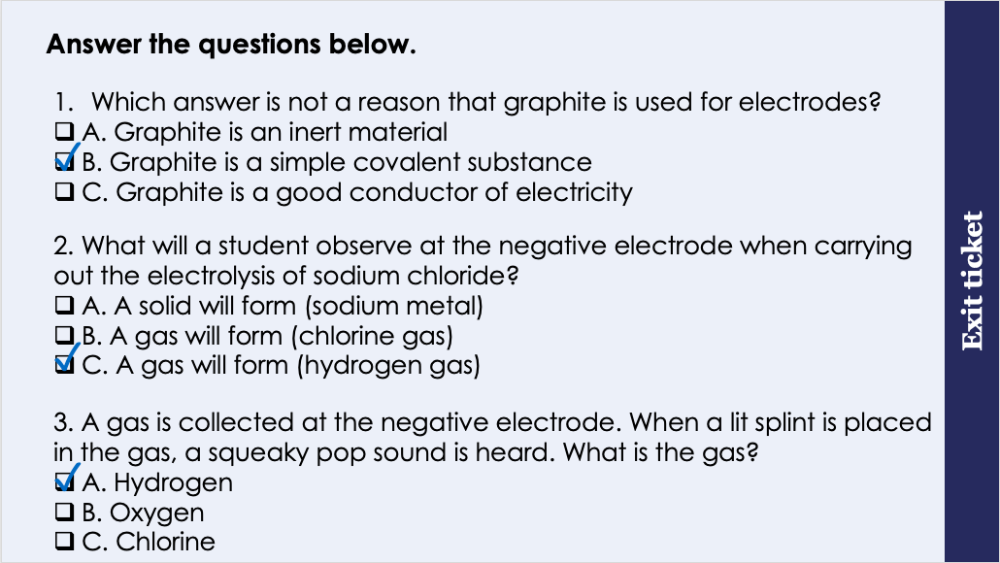 Answer the questions below.
1. Which answer is not a reason that graphite is used for electrodes?
A. Graphite is an inert material
B. Graphite is a simple covalent substance
C. Graphite is a good conductor of electricity
2. What will a student observe at the negative electrode when carrying
out the electrolysis of sodium chloride?
A. A solid will form (sodium metal)
B. A gas will form (chlorine gas)
C. A gas will form (hydrogen gas)
3. A gas is collected at the negative electrode. When a lit splint is placed
in the gas, a squeaky pop sound is heard. What is the gas?
A. Hydrogen
B. Oxygen
C. Chlorine
Exit ticket